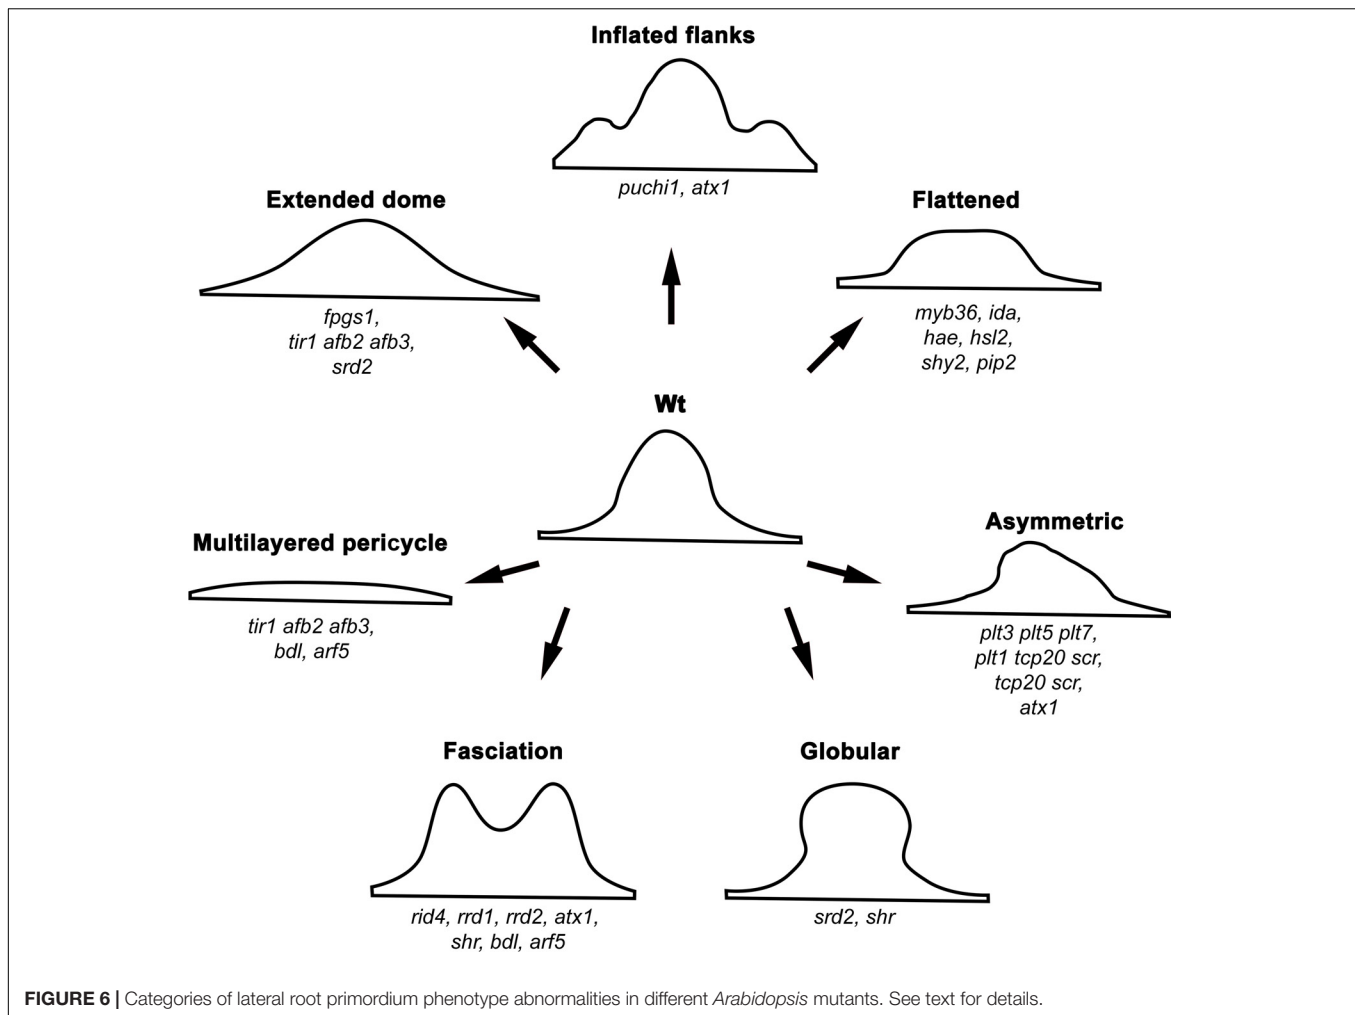 Inflated flanks
puchi1, atx1
Extended dome
fpgs1,
tir1 afb2 afb3,
srd2
Flattened
myb36, ida,
hae, hsl2,
shy2, pip2
Wt
Multilayered pericycle
tir1 afb2 afb3,
bdl, arf5
Asymmetric
plt3 plt5 plt7,
plt1 tcp20 scr,
tcp20 scr,
atx1
Fasciation
rid4, rrd1, rrd2, atx1,
shr, bdl, arf5
Globular
srd2, shr
FIGURE 6 | Categories of lateral root primordium phenotype abnormalities in different Arabidopsis mutants. See text for details.